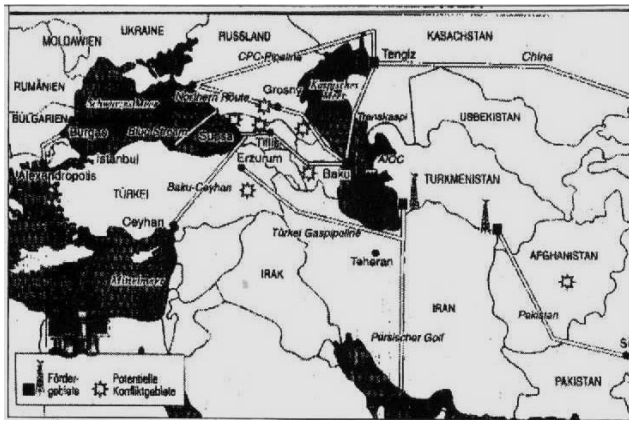 UKRAINE
RUSSLAND
KASACHSTAN
MOLDAWIEN
CPC-Pipeline
Tengiz
China
RUMÄNIEN
Schwarzes Meer
Northern Route
Grosny
Kaspisches
Meer
BULGARIEN
Burgas
Blue Stream
Supsa
Tiflis
Transkaspi
USBEKISTAN
Istanbul
Erzurum
Baku
AIOC
Alexandropolis
TÜRKEI
Baku-Ceyhan
TURKMENISTAN
Ceyhan
Türkei Gaspipeline
Teheran
AFGHANISTAN
Mittelmeer
IRAK
IRAN
Pakistan
Persischer Golf
PAKISTAN
Förder-
gebiete
Potentielle
Konfliktgebiete